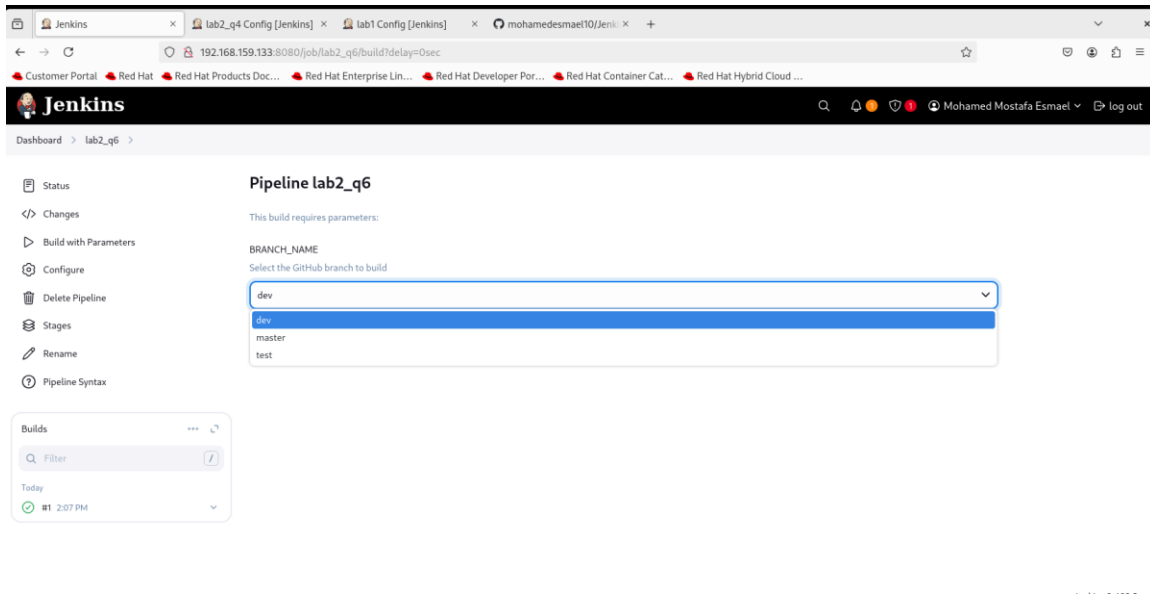 Jenkins × lab2_q4 Config [Jenkins] × lab1 Config [Jenkins] × mohamedesmael10/Jenki × +
192.168.159.133:8080/job/lab2_q6/build?delay=0sec
Customer Portal Red Hat Red Hat Products Doc... Red Hat Enterprise Lin... Red Hat Developer Por... Red Hat Container Cat... Red Hat Hybrid Cloud ...
Jenkins 1 1 Mohamed Mostafa Esmael log out
Dashboard > lab2_q6 >
Status
Changes
Build with Parameters
Configure
Delete Pipeline
Stages
Rename
Pipeline Syntax
Builds
Filter /
Today
#1 2:07 PM
Pipeline lab2_q6
This build requires parameters:
BRANCH_NAME
Select the GitHub branch to build
dev
dev
master
test